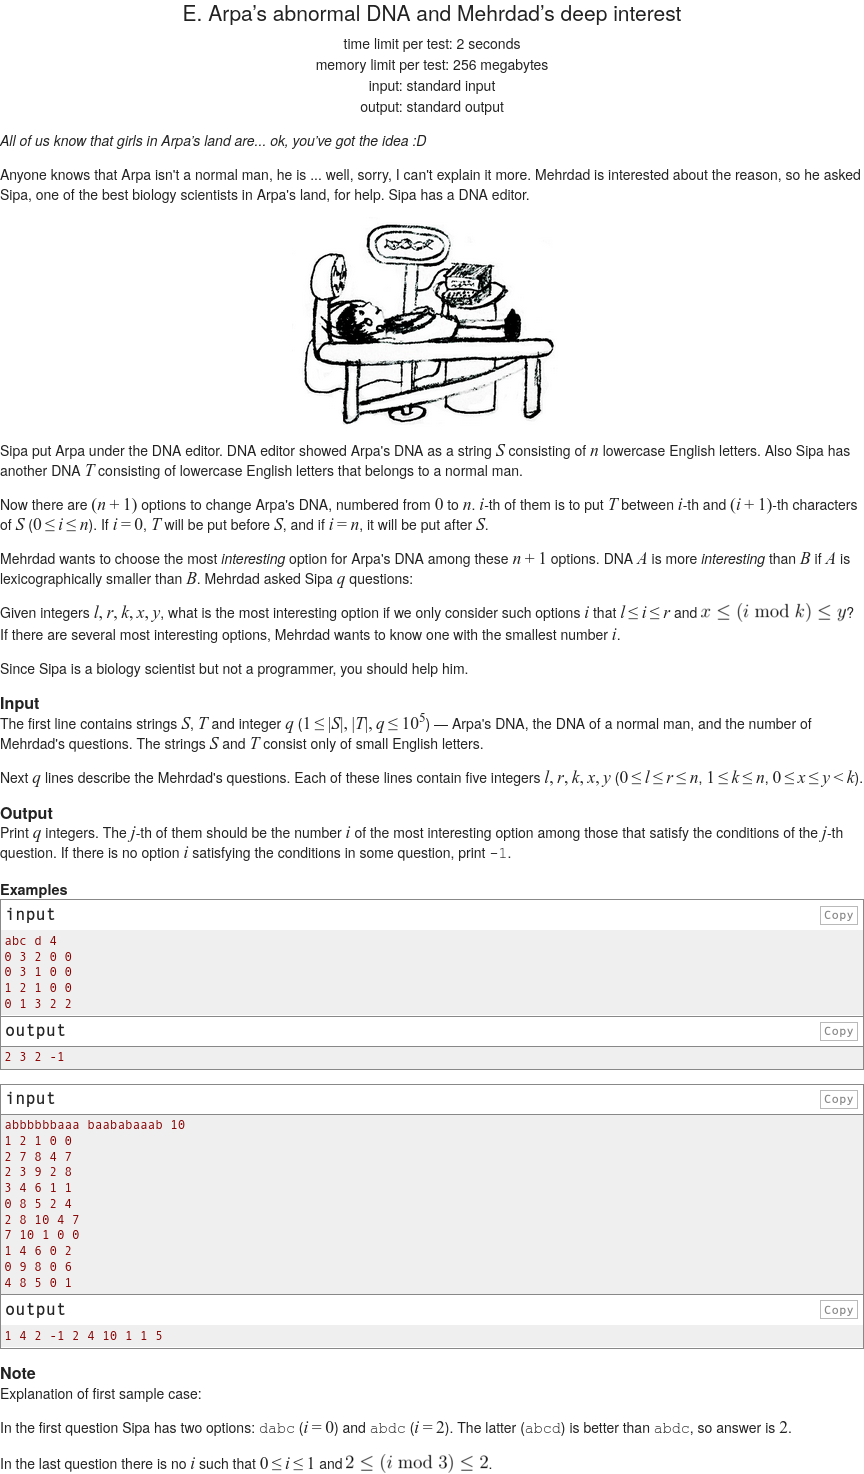 E. Arpa's abnormal DNA and Mehrdad's deep interest
time limit per test: 2 seconds
memory limit per test: 256 megabytes
input: standard input
output: standard output
All of us know that girls in Arpa's land are... ok, you've got the idea :D
Anyone knows that Arpa isn't a normal man, he is ... well, sorry, I can't explain it more. Mehrdad is interested about the reason, so he asked
Sipa, one of the best biology scientists in Arpa's land, for help. Sipa has a DNA editor.
Sipa put Arpa under the DNA editor. DNA editor showed Arpa's DNA as a string S consisting of n lowercase English letters. Also Sipa has
another DNA T consisting of lowercase English letters that belongs to a normal man.
Now there are (n + 1) options to change Arpa's DNA, numbered from 0 to n. i-th of them is to put T between i-th and (i + 1)-th characters
of S (0 ≤ i ≤ n). If i = 0, T will be put before S, and if i = n, it will be put after S.
Mehrdad wants to choose the most interesting option for Arpa's DNA among these n + 1 options. DNA A is more interesting than B if A is
lexicographically smaller than B. Mehrdad asked Sipa q questions:
Given integers l, r, k, x, y, what is the most interesting option if we only consider such options i that l ≤ i ≤ r and x ≤ (i mod k) ≤ y?
If there are several most interesting options, Mehrdad wants to know one with the smallest number i.
Since Sipa is a biology scientist but not a programmer, you should help him.
Input
The first line contains strings S, T and integer q (1 ≤ |S|, |T|, q ≤ 10^5) — Arpa's DNA, the DNA of a normal man, and the number of
Mehrdad's questions. The strings S and T consist only of small English letters.
Next q lines describe the Mehrdad's questions. Each of these lines contain five integers l, r, k, x, y (0 ≤ l ≤ r ≤ n, 1 ≤ k ≤ n, 0 ≤ x ≤ y < k).
Output
Print q integers. The j-th of them should be the number i of the most interesting option among those that satisfy the conditions of the j-th
question. If there is no option i satisfying the conditions in some question, print -1.
Examples
input
Copy
abc d 4
0 3 2 0 0
0 3 1 0 0
1 2 1 0 0
0 1 3 2 2
output
Copy
2 3 2 -1
input
Copy
abbbbbbaaa baababaaab 10
1 2 1 0 0
2 7 8 4 7
2 3 9 2 8
3 4 6 1 1
0 8 5 2 4
2 8 10 4 7
7 10 1 0 0
1 4 6 0 2
0 9 8 0 6
4 8 5 0 1
output
Copy
1 4 2 -1 2 4 10 1 1 5
Note
Explanation of first sample case:
In the first question Sipa has two options: dabc (i = 0) and abdc (i = 2). The latter (abcd) is better than abdc, so answer is 2.
In the last question there is no i such that 0 ≤ i ≤ 1 and 2 ≤ (i mod 3) ≤ 2.